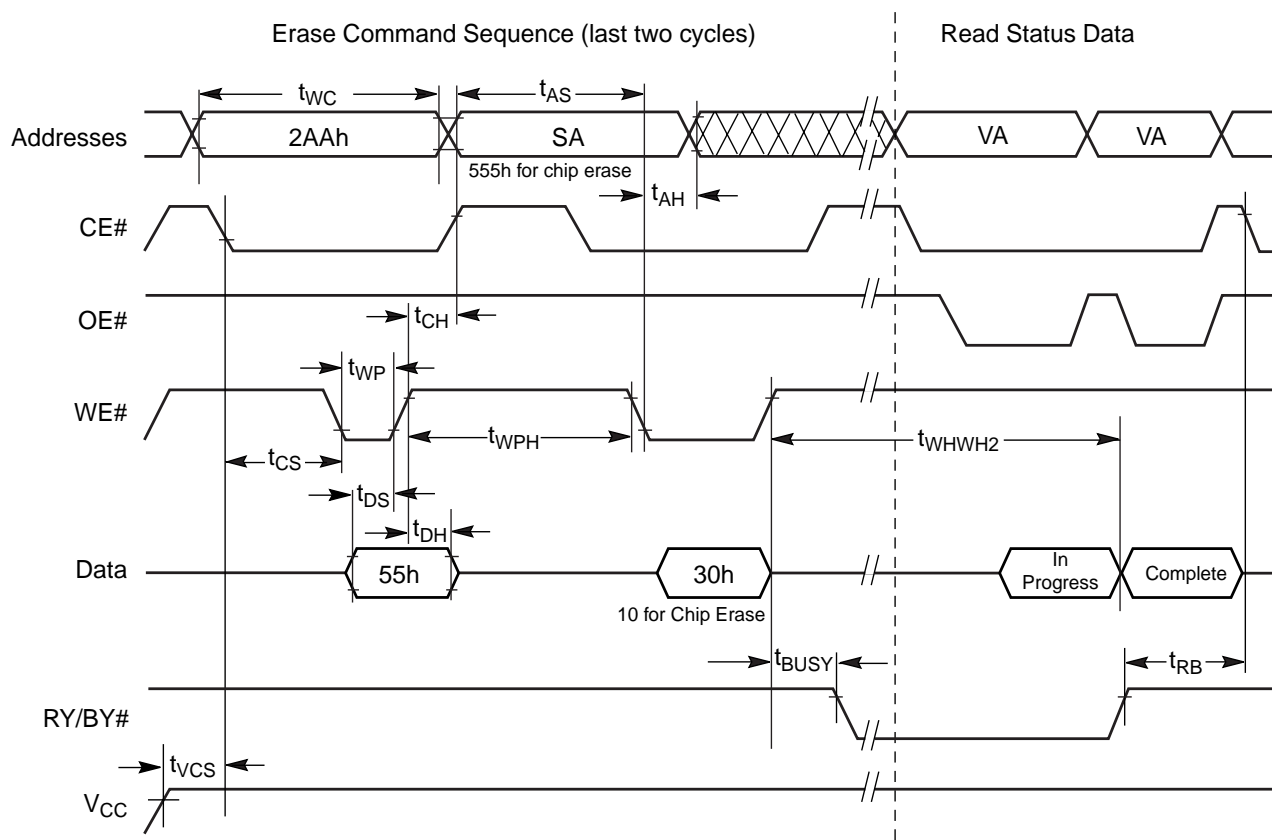 Erase Command Sequence (last two cycles)
Read Status Data
tWC
tAS
Addresses
2AAh
SA
VA
VA
555h for chip erase
tAH
CE#
OE#
tCH
tWP
WE#
tWPH
tWHWH2
tCS
tDS
tDH
Data
55h
30h
In
Progress
Complete
10 for Chip Erase
tBUSY
tRB
RY/BY#
tVCS
VCC